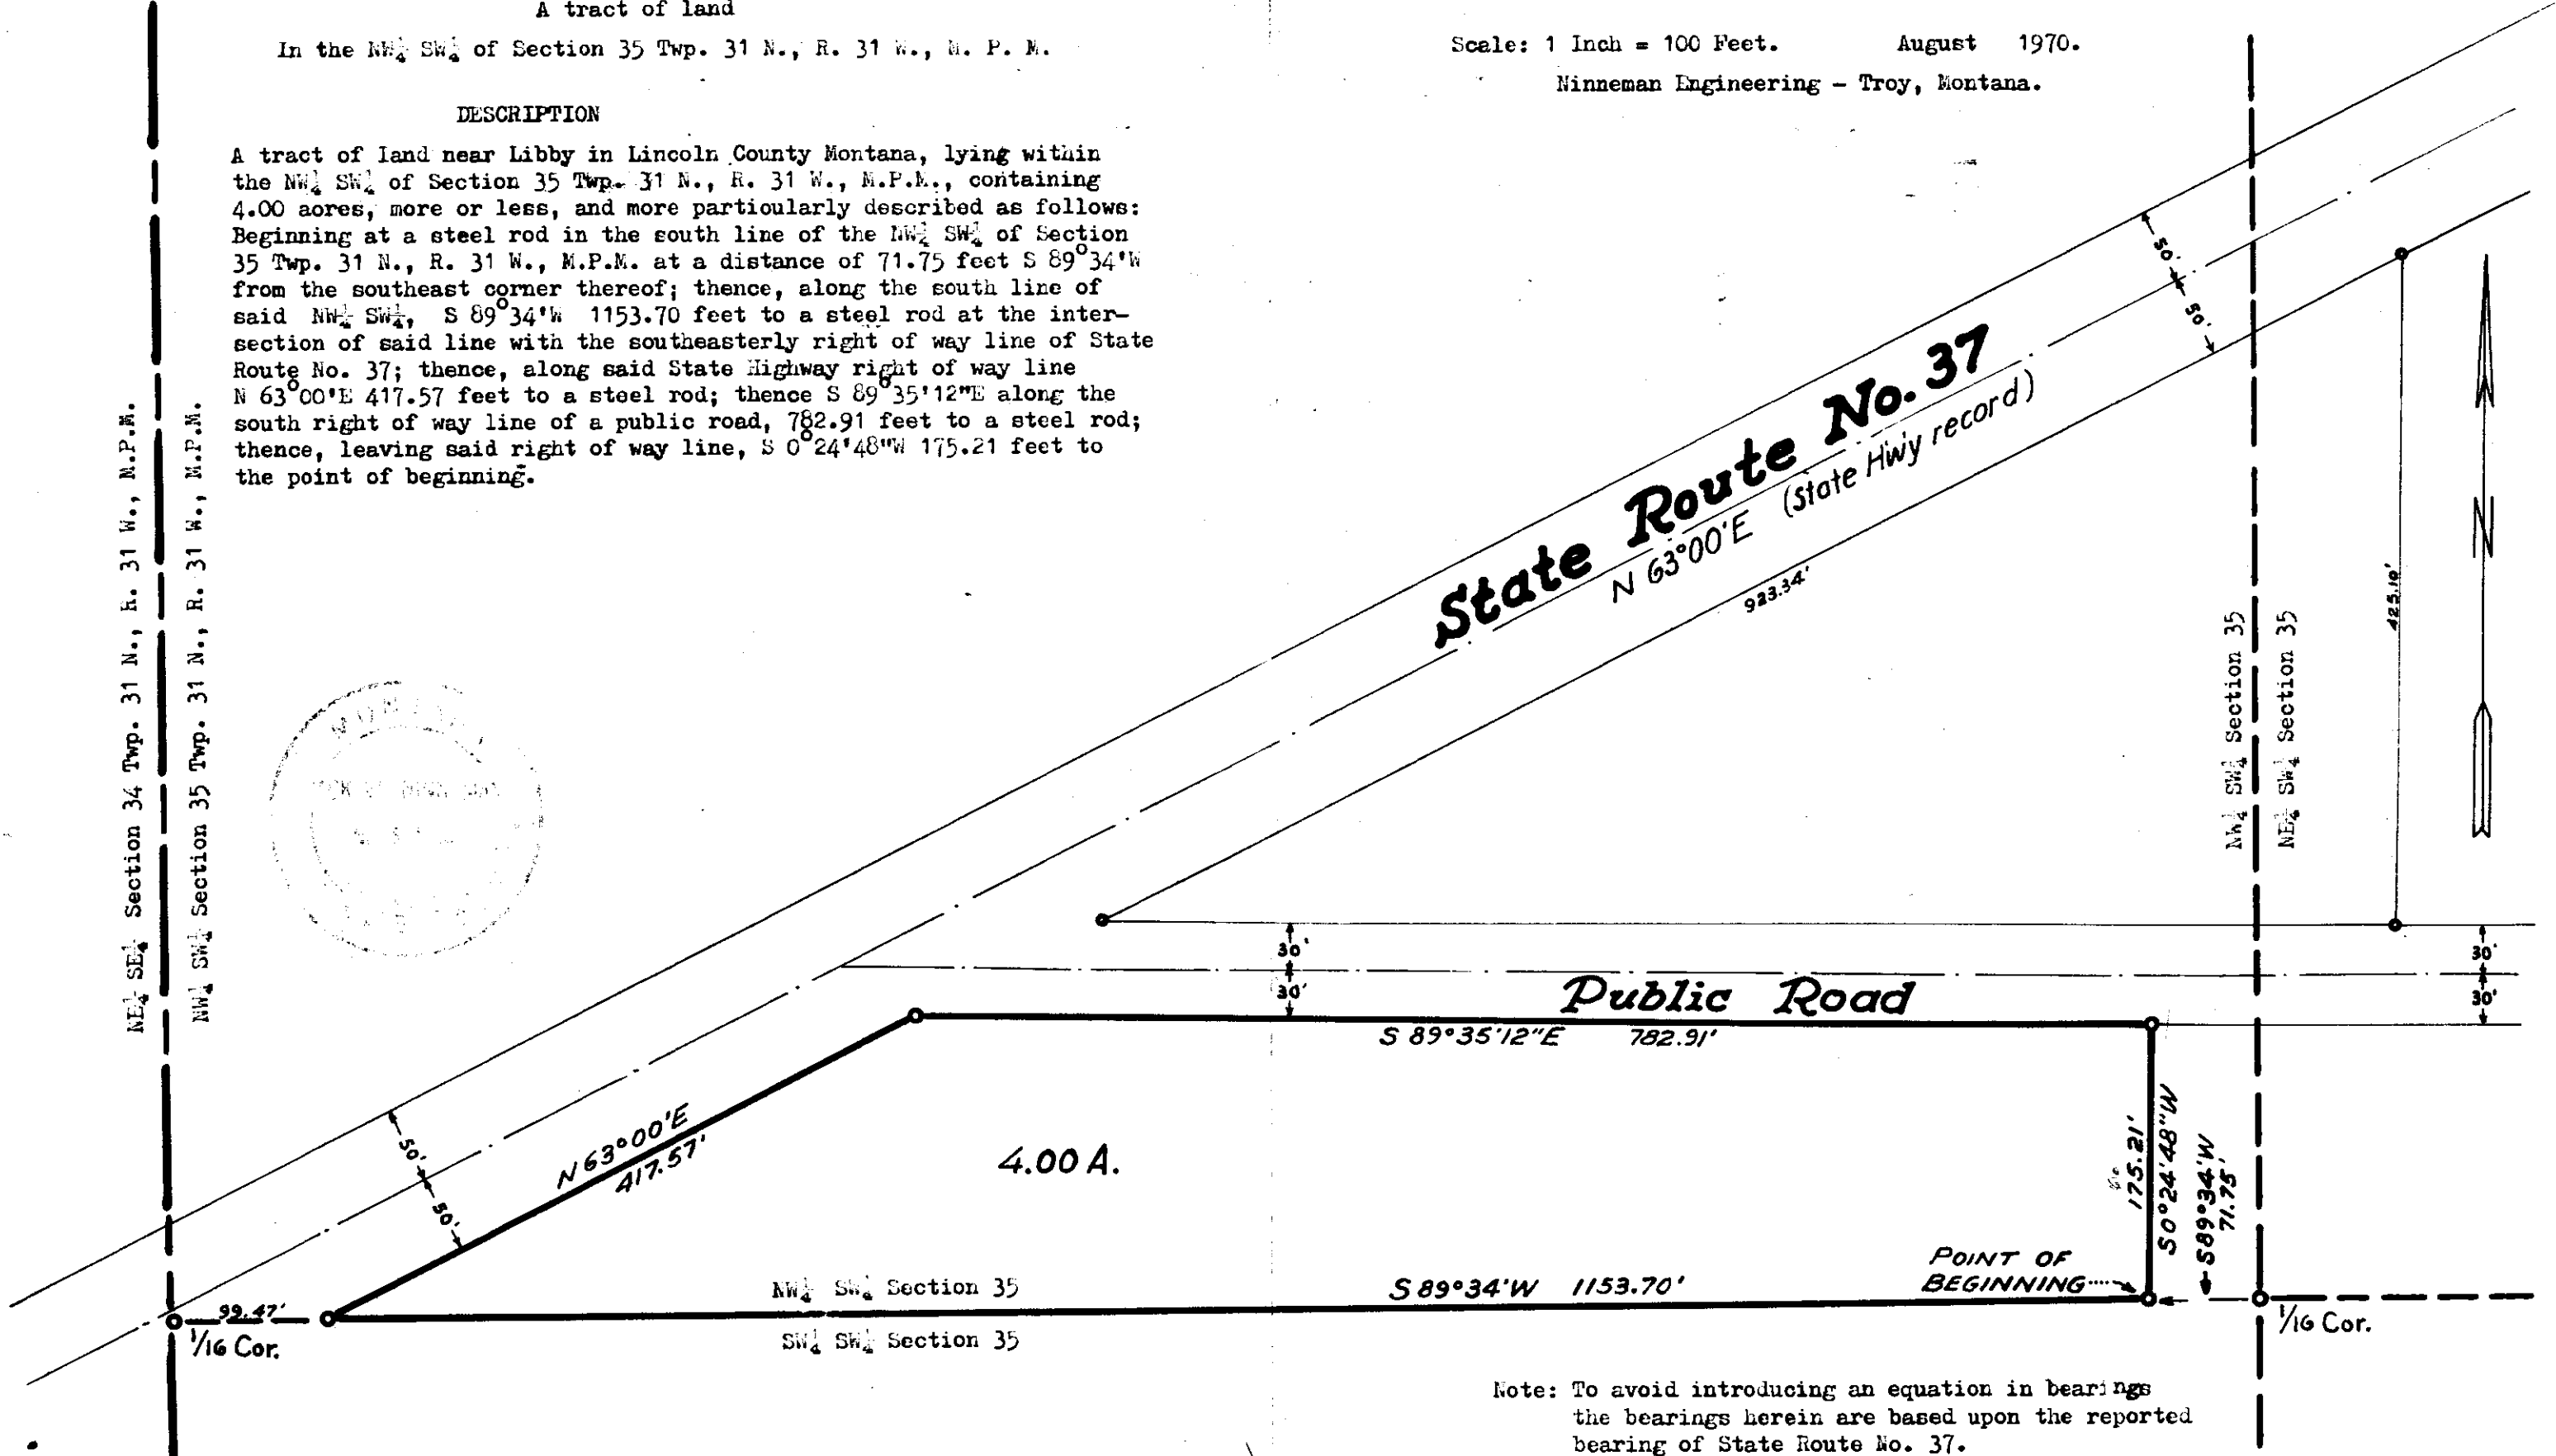 A tract of land
In the NW¼ SW¼ of Section 35 Twp. 31 N., R. 31 W., M. P. M.
Scale: 1 Inch = 100 Feet. August 1970.
Ninneman Engineering – Troy, Montana.
DESCRIPTION
A tract of land near Libby in Lincoln County Montana, lying within
the NW¼ SW¼ of Section 35 Twp. 31 N., R. 31 W., M.P.M., containing
4.00 aores, more or less, and more partioularly described as follows:
Beginning at a steel rod in the south line of the NW¼ SW¼ of Section
35 Twp. 31 N., R. 31 W., M.P.M. at a distance of 71.75 feet S 89°34'W
from the southeast corner thereof; thence, along the south line of
said NW¼ SW¼, S 89°34'W 1153.70 feet to a steel rod at the inter-
section of said line with the southeasterly right of way line of State
Route No. 37; thence, along said State Highway right of way line
N 63°00'E 417.57 feet to a steel rod; thence S 89°35'12"E along the
south right of way line of a public road, 782.91 feet to a steel rod;
thence, leaving said right of way line, S 0°24'48"W 175.21 feet to
the point of beginning.
NE¼ SE¼ Section 34 Twp. 31 N., R. 31 W., M.P.M.
NW¼ SW¼ Section 35 Twp. 31 N., R. 31 W., M.P.M.
50'
50'
State Route No. 37
N 63°00'E (State Hwy record)
923.34'
425.10'
N
NW¼ SW¼ Section 35
NE¼ SW¼ Section 35
30'
30'
30'
30'
Public Road
S 89°35'12"E 782.91'
50'
50'
N 63°00'E
417.57'
4.00 A.
175.21'
S 0°24'48"W
S89°34'W
71.75'
POINT OF
BEGINNING
NW¼ SW¼ Section 35
S 89°34'W 1153.70'
99.47'
1/16 Cor.
SW¼ SW¼ Section 35
1/16 Cor.
Note: To avoid introducing an equation in bearings
the bearings herein are based upon the reported
bearing of State Route No. 37.